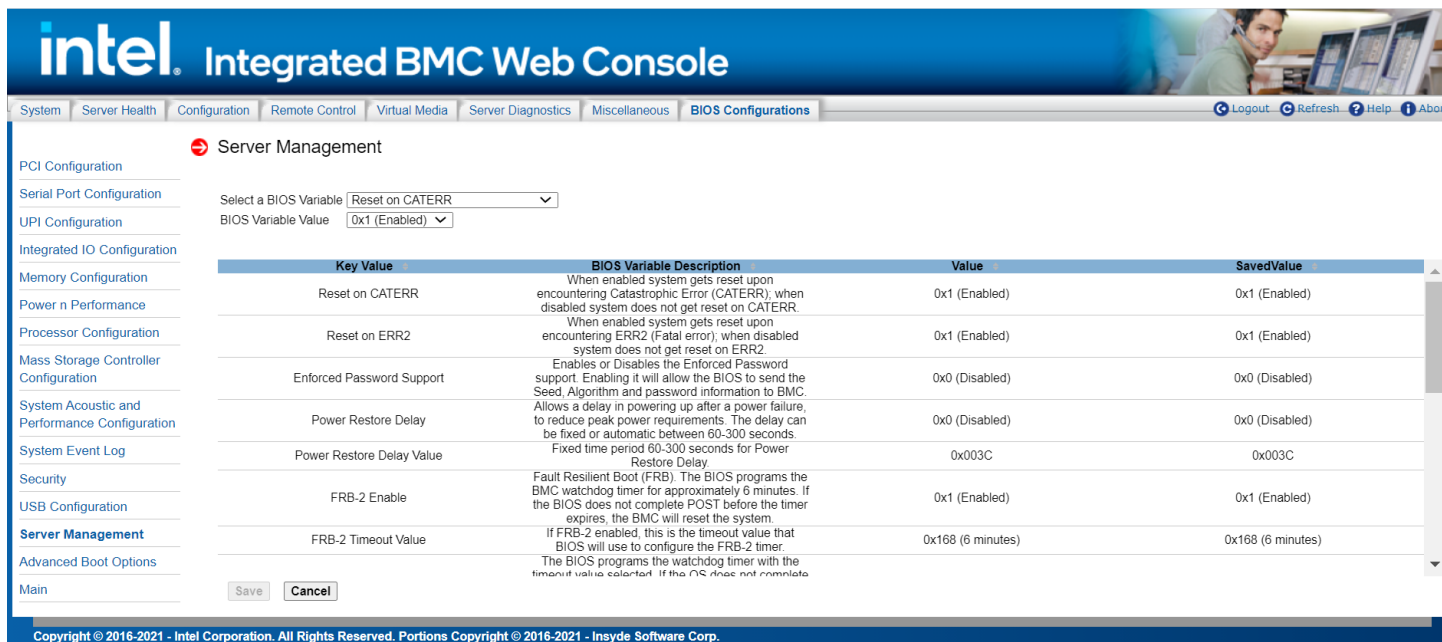 intel. Integrated BMC Web Console
System Server Health Configuration Remote Control Virtual Media Server Diagnostics Miscellaneous BIOS Configurations
Logout Refresh Help Abou
PCI Configuration
Serial Port Configuration
UPI Configuration
Integrated IO Configuration
Memory Configuration
Power n Performance
Processor Configuration
Mass Storage Controller
Configuration
System Acoustic and
Performance Configuration
System Event Log
Security
USB Configuration
Server Management
Advanced Boot Options
Main
Server Management
Select a BIOS Variable Reset on CATERR
BIOS Variable Value 0x1 (Enabled)
Key Value BIOS Variable Description Value SavedValue
Reset on CATERR
When enabled system gets reset upon
encountering Catastrophic Error (CATERR); when
disabled system does not get reset on CATERR.
0x1 (Enabled) 0x1 (Enabled)
Reset on ERR2
When enabled system gets reset upon
encountering ERR2 (Fatal error); when disabled
system does not get reset on ERR2.
0x1 (Enabled) 0x1 (Enabled)
Enforced Password Support
Enables or Disables the Enforced Password
support. Enabling it will allow the BIOS to send the
Seed, Algorithm and password information to BMC.
0x0 (Disabled) 0x0 (Disabled)
Power Restore Delay
Allows a delay in powering up after a power failure,
to reduce peak power requirements. The delay can
be fixed or automatic between 60-300 seconds.
0x0 (Disabled) 0x0 (Disabled)
Power Restore Delay Value
Fixed time period 60-300 seconds for Power
Restore Delay.
0x003C 0x003C
FRB-2 Enable
Fault Resilient Boot (FRB). The BIOS programs the
BMC watchdog timer for approximately 6 minutes. If
the BIOS does not complete POST before the timer
expires, the BMC will reset the system.
0x1 (Enabled) 0x1 (Enabled)
FRB-2 Timeout Value
If FRB-2 enabled, this is the timeout value that
BIOS will use to configure the FRB-2 timer.
0x168 (6 minutes) 0x168 (6 minutes)
The BIOS programs the watchdog timer with the
timeout value selected. If the OS does not complete
Save Cancel
Copyright © 2016-2021 - Intel Corporation. All Rights Reserved. Portions Copyright © 2016-2021 - Insyde Software Corp.